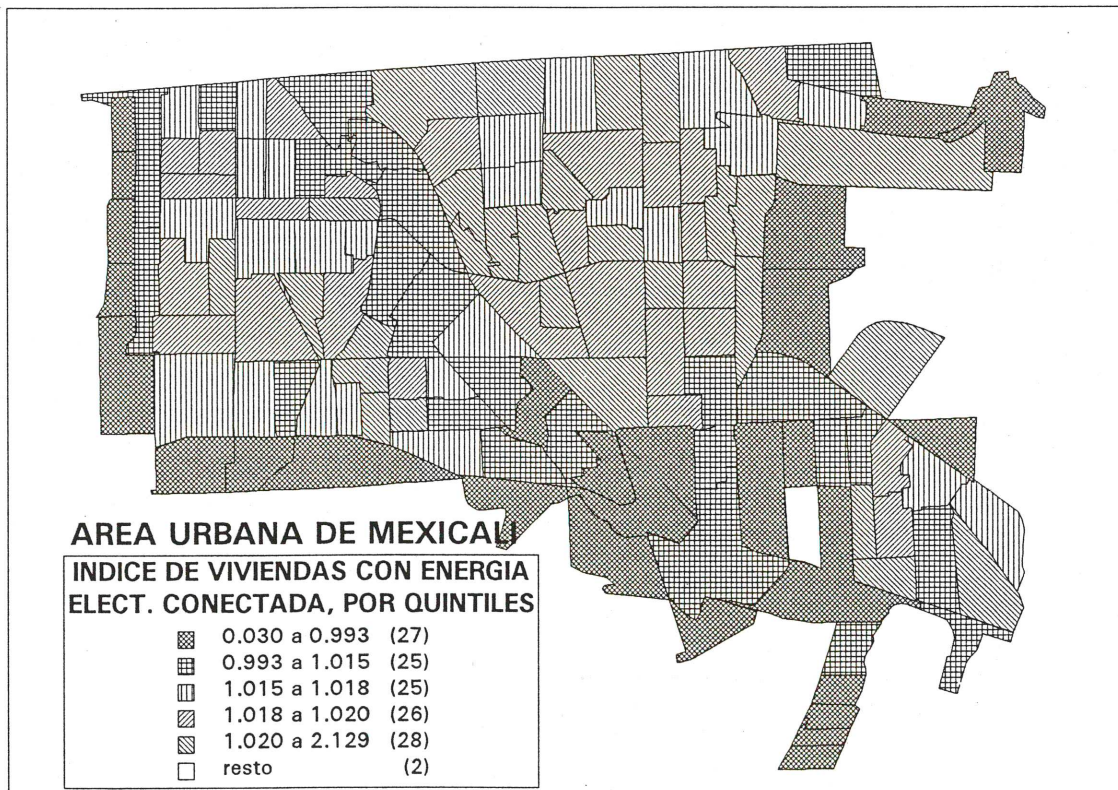 AREA URBANA DE MEXICALI
INDICE DE VIVIENDAS CON ENERGIA
ELECT. CONECTADA, POR QUINTILES
0.030 a 0.993 (27)
0.993 a 1.015 (25)
1.015 a 1.018 (25)
1.018 a 1.020 (26)
1.020 a 2.129 (28)
resto (2)